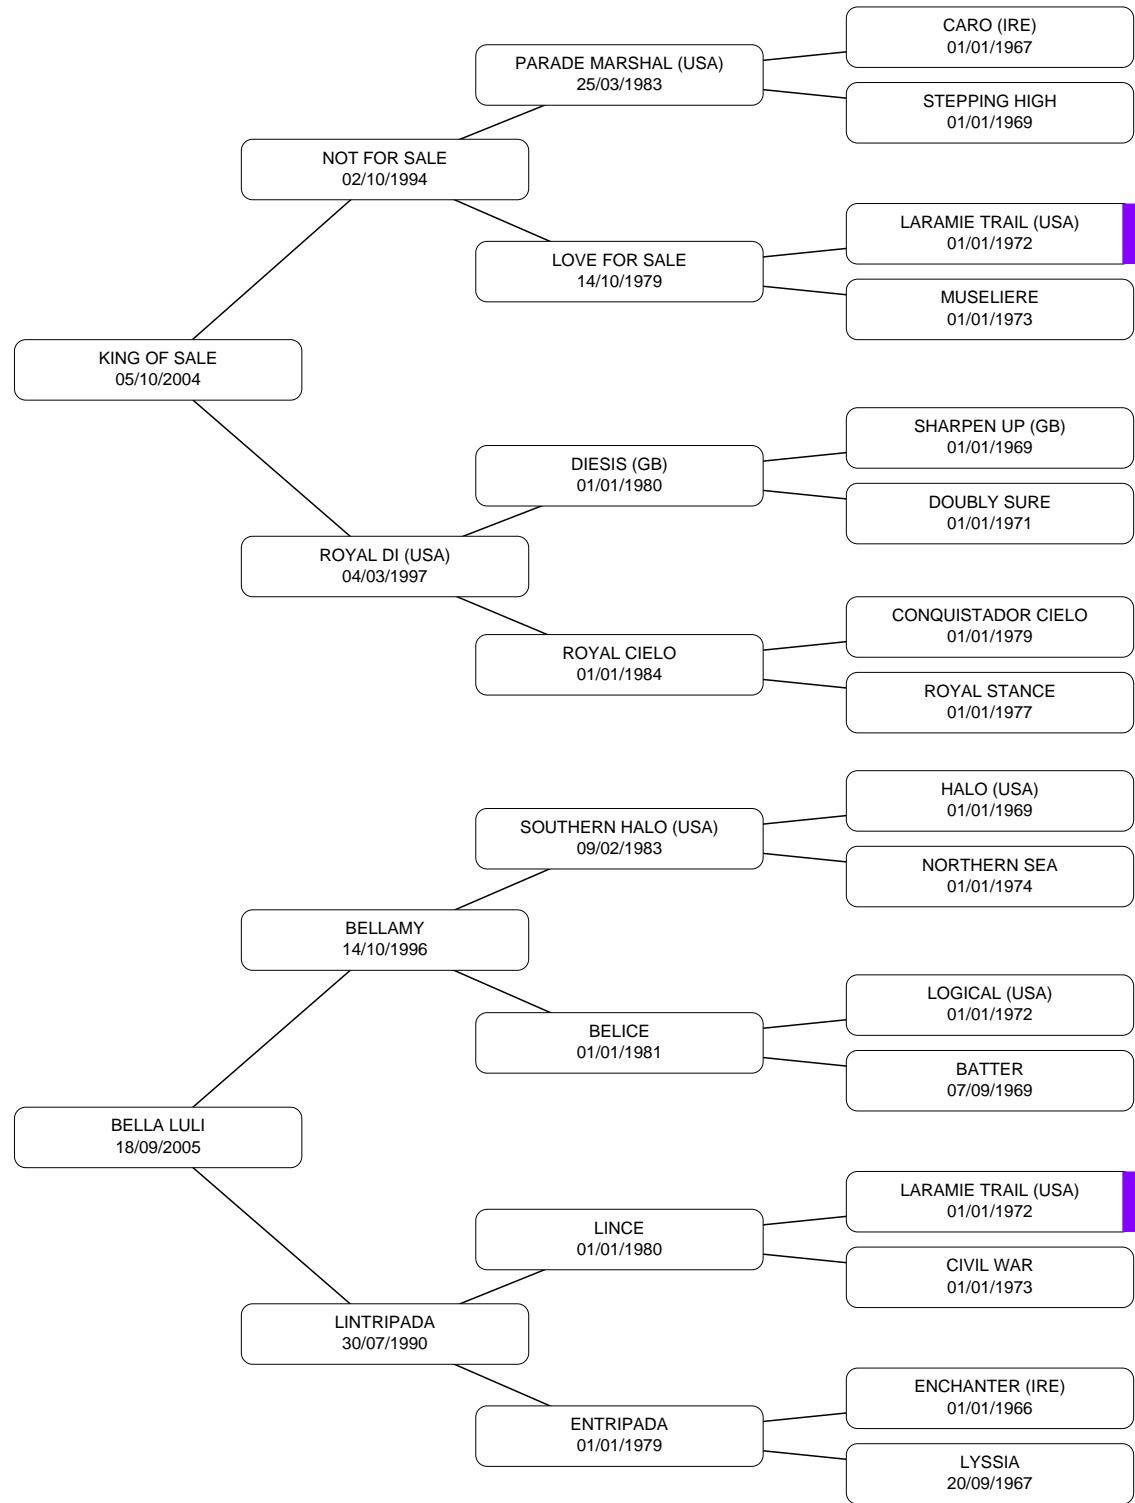 CARO (IRE)
01/01/1967
PARADE MARSHAL (USA)
25/03/1983
STEPPING HIGH
01/01/1969
NOT FOR SALE
02/10/1994
LARAMIE TRAIL (USA)
01/01/1972
LOVE FOR SALE
14/10/1979
MUSELIERE
01/01/1973
KING OF SALE
05/10/2004
SHARPEN UP (GB)
01/01/1969
DIESIS (GB)
01/01/1980
DOUBLY SURE
01/01/1971
ROYAL DI (USA)
04/03/1997
CONQUISTADOR CIELO
01/01/1979
ROYAL CIELO
01/01/1984
ROYAL STANCE
01/01/1977
HALO (USA)
01/01/1969
SOUTHERN HALO (USA)
09/02/1983
NORTHERN SEA
01/01/1974
BELLAMY
14/10/1996
LOGICAL (USA)
01/01/1972
BELICE
01/01/1981
BATTER
07/09/1969
BELLA LULI
18/09/2005
LARAMIE TRAIL (USA)
01/01/1972
LINCE
01/01/1980
CIVIL WAR
01/01/1973
LINTRIPADA
30/07/1990
ENCHANTER (IRE)
01/01/1966
ENTRIPADA
01/01/1979
LYSSIA
20/09/1967